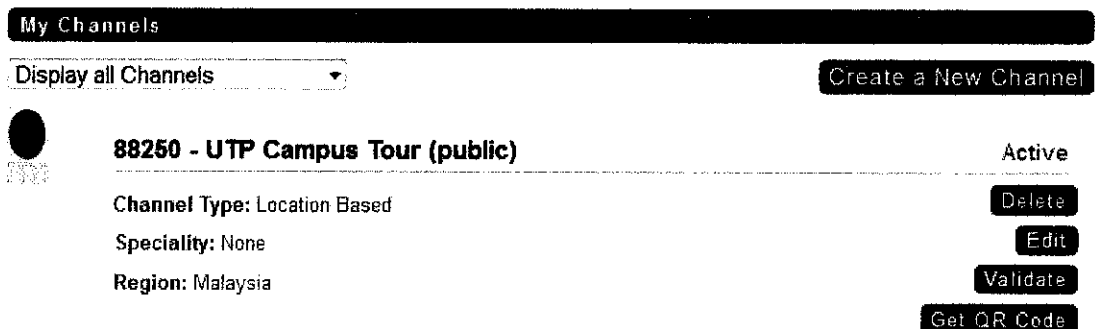 My Channels
Display all Channels
Create a New Channel
88250 - UTP Campus Tour (public)
Active
Channel Type: Location Based
Delete
Speciality: None
Edit
Region: Malaysia
Validate
Get QR Code